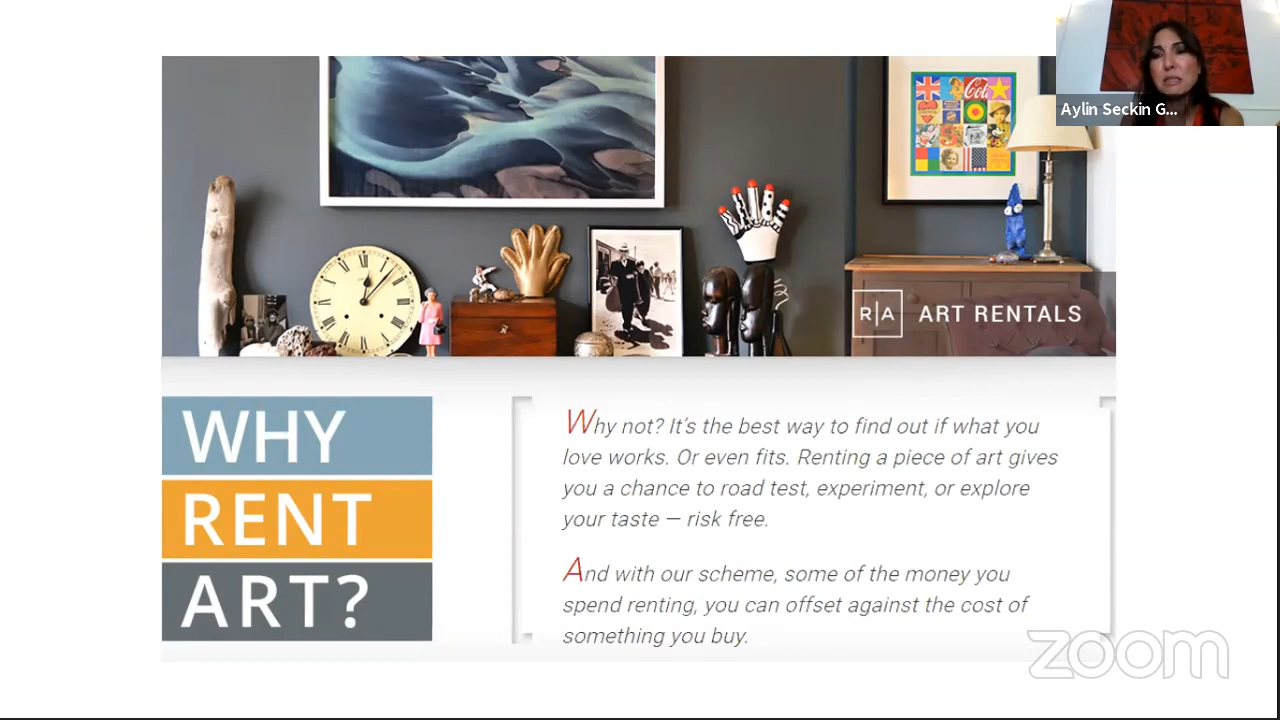 Aylin Seckin G...
Coke
R|A ART RENTALS
WHY
RENT
ART?
Why not? It's the best way to find out if what you
love works. Or even fits. Renting a piece of art gives
you a chance to road test, experiment, or explore
your taste – risk free.
And with our scheme, some of the money you
spend renting, you can offset against the cost of
something you buy.
zoom